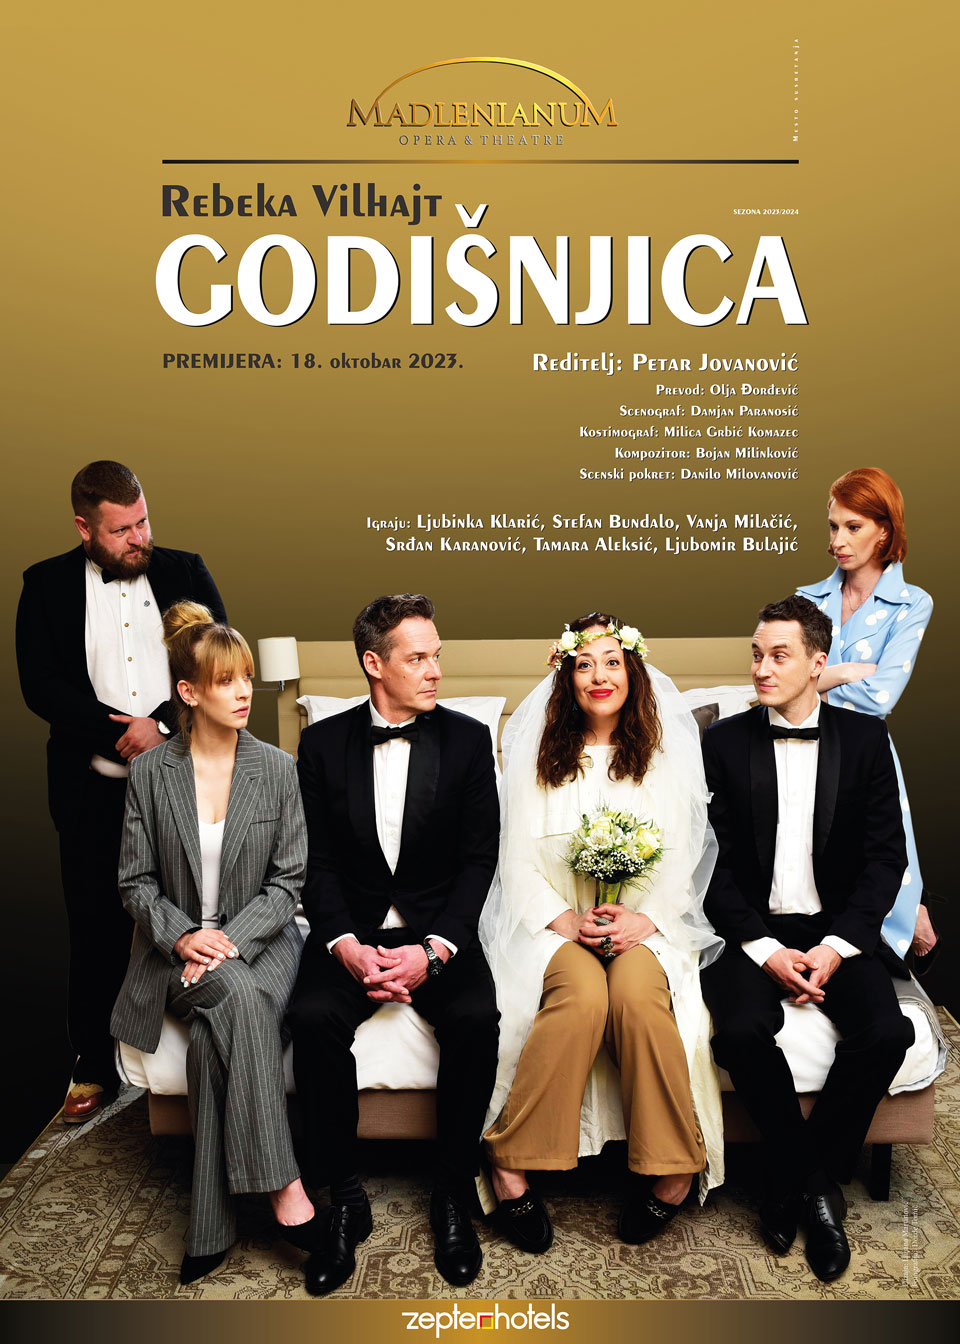 MADLENIANUM
OPERA & THEATRE
Mesto susretanja
Rebeka Vilhajt
SEZONA 2023/2024
GODIŠNJICA
PREMIJERA: 18. oktobar 2023.
Reditelj: Petar Jovanović
Prevod: Olja Đorđević
Scenograf: Damjan Paranosić
Kostimograf: Milica Grbić Komazec
Kompozitor: Bojan Milinković
Scenski pokret: Danilo Milovanović
Igraju: Ljubinka Klarić, Stefan Bundalo, Vanja Milačić,
Srđan Karanović, Tamara Aleksić, Ljubomir Bulajić
zepterhotels